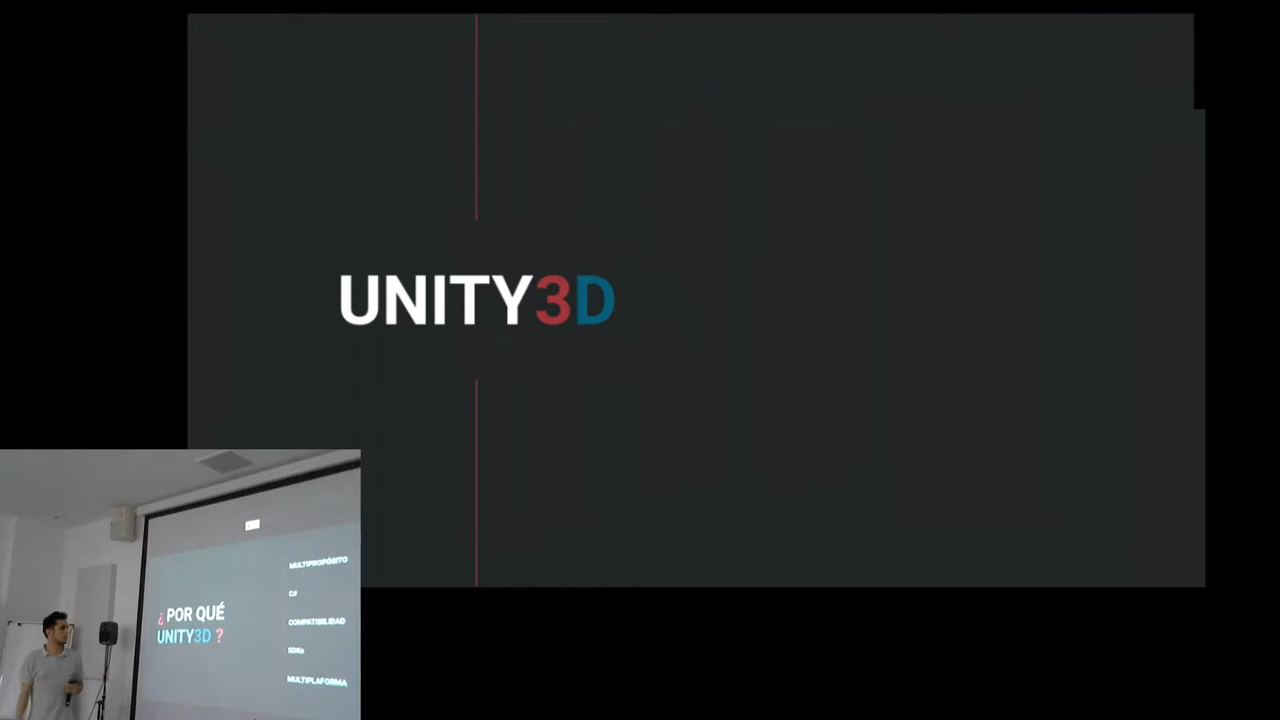 UNITY3D
¿ POR QUÉ
UNITY3D ?
MULTIPROPÓSITO
C#
COMPATIBILIDAD
SDKs
MULTIPLAFORMA